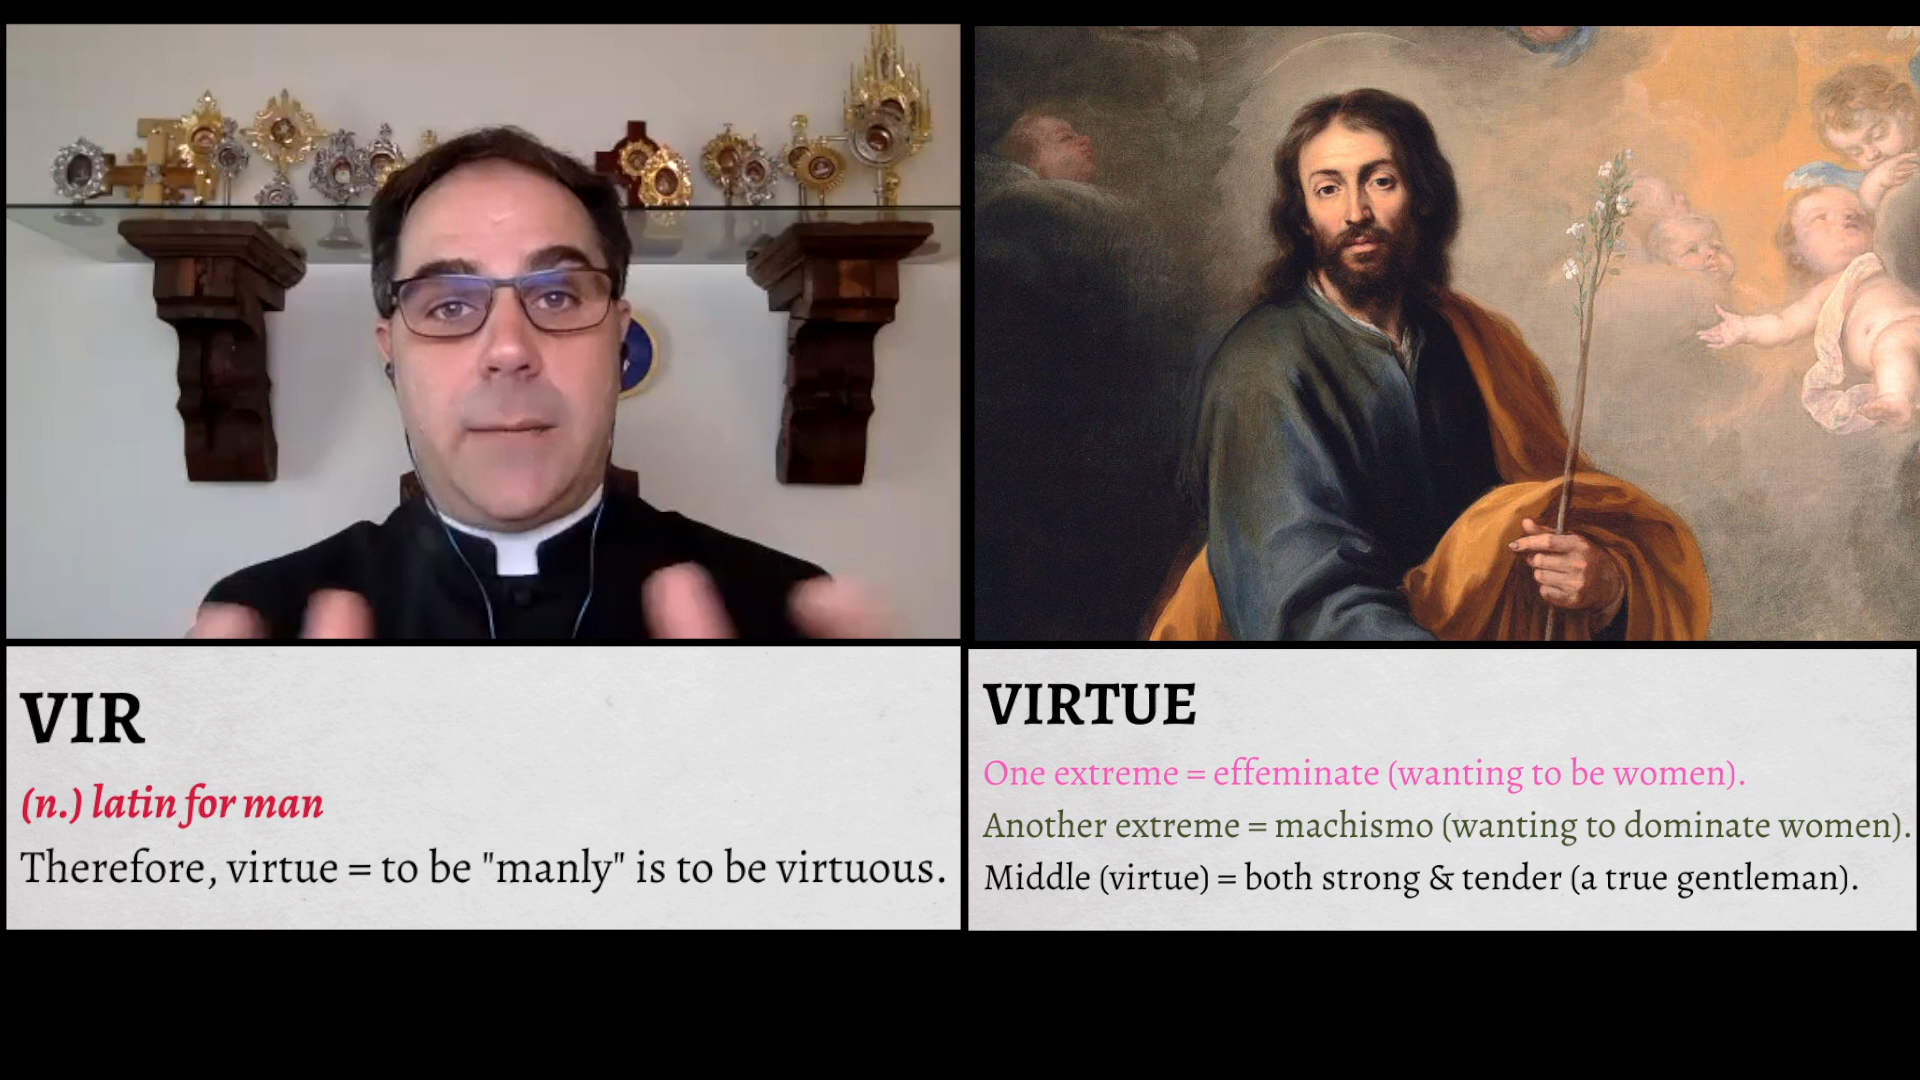 VIR
(n.) latin for man
Therefore, virtue = to be "manly" is to be virtuous.
VIRTUE
One extreme = effeminate (wanting to be women).
Another extreme = machismo (wanting to dominate women).
Middle (virtue) = both strong & tender (a true gentleman).